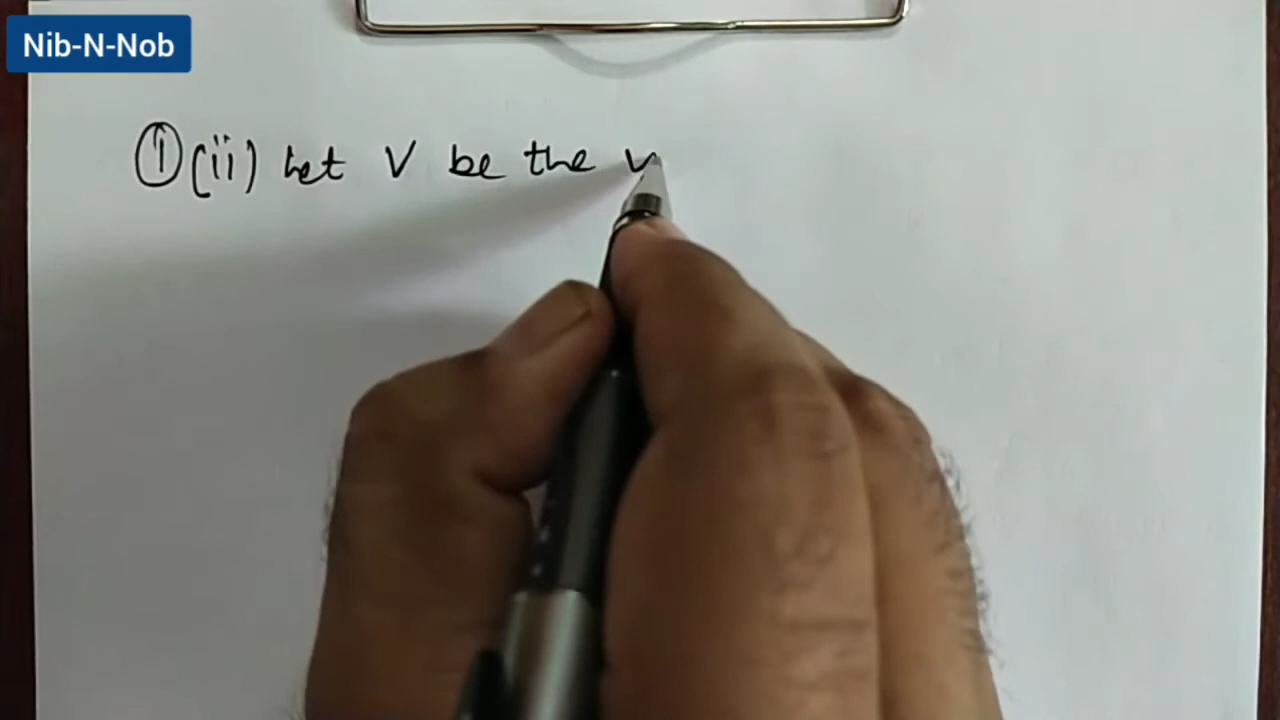 Nib-N-Nob
①(ii) Let V be the v